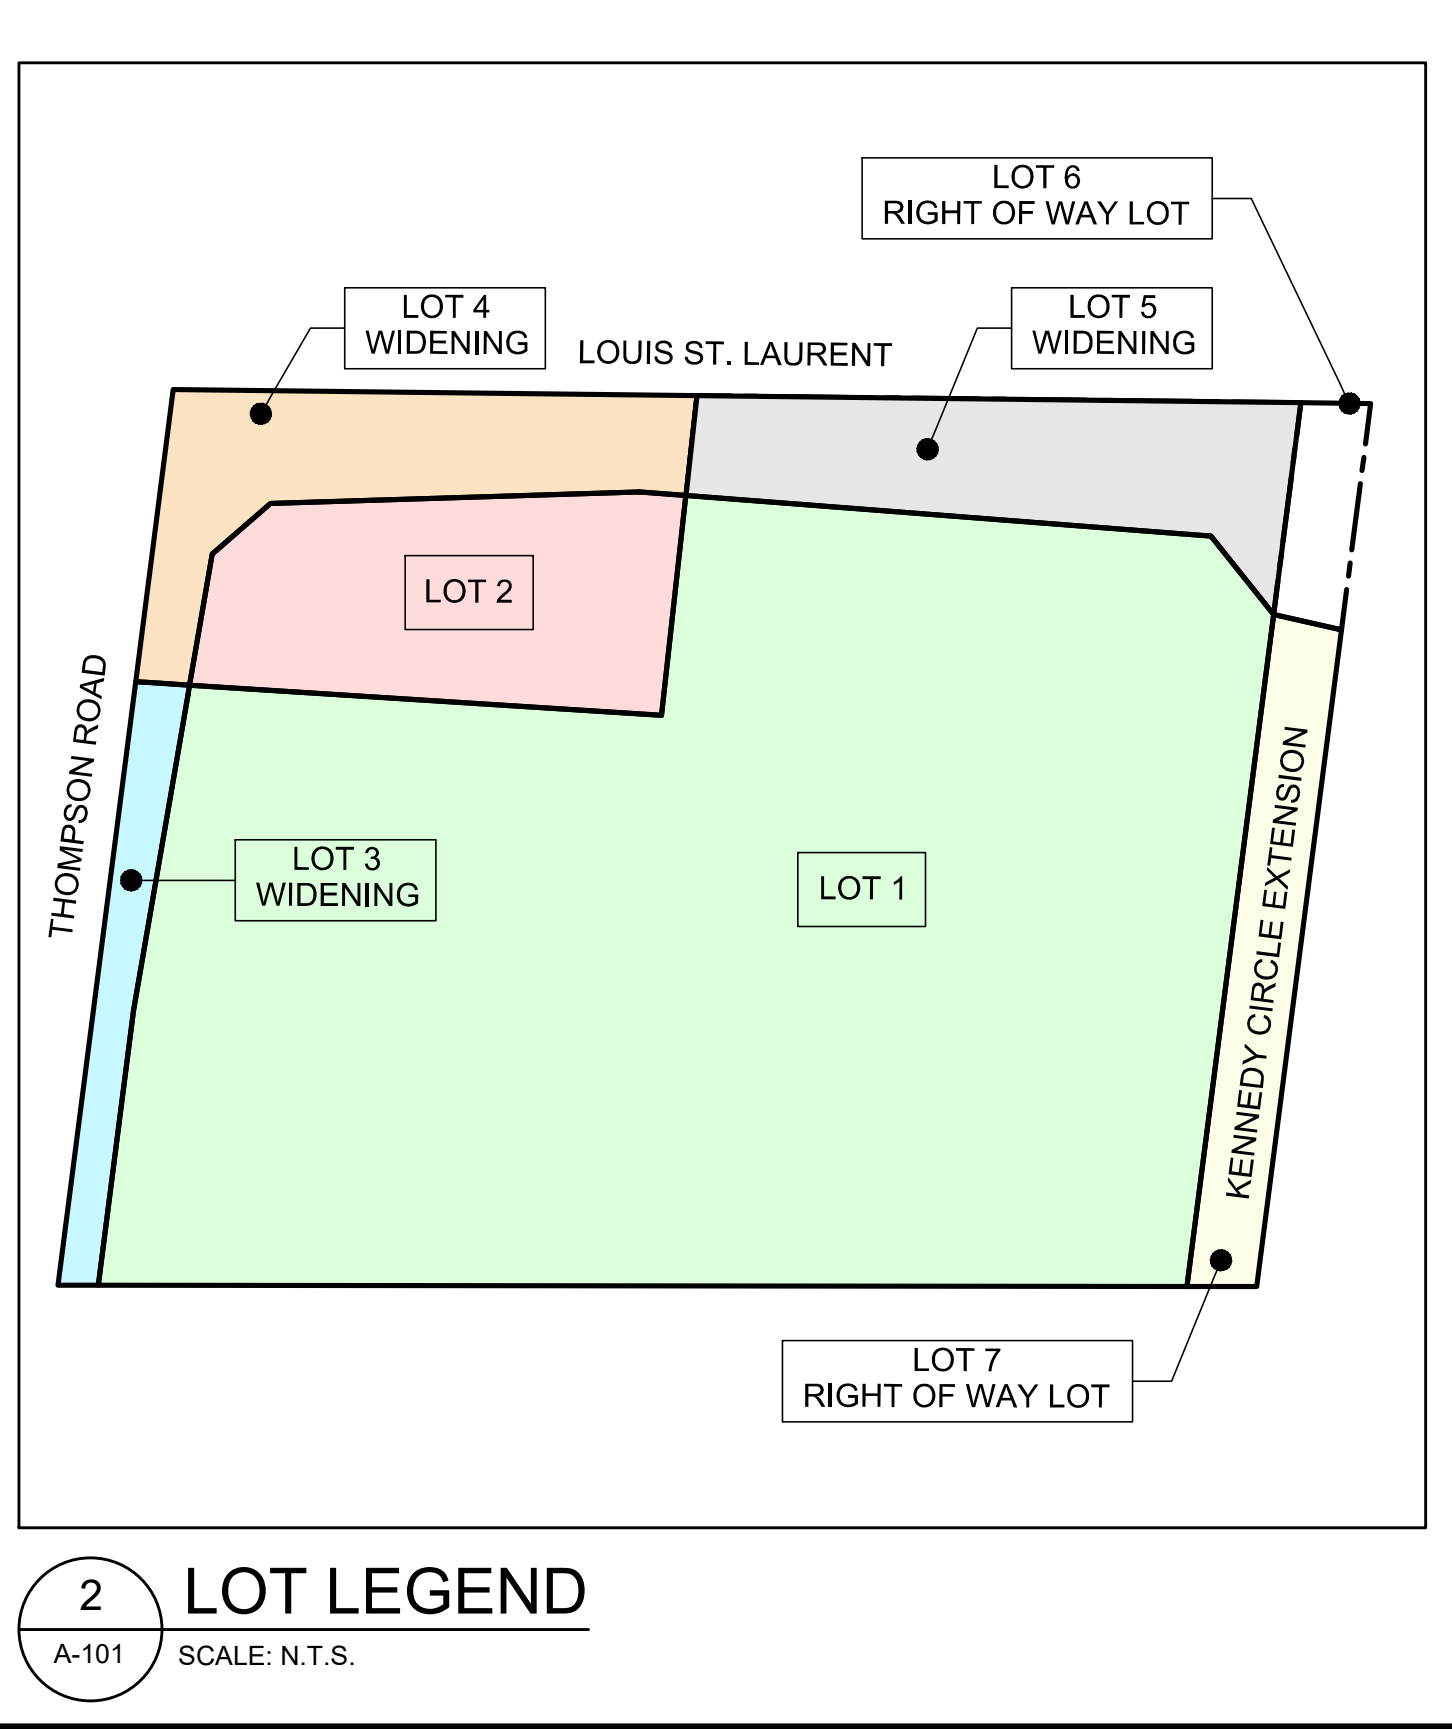 LOT 6
RIGHT OF WAY LOT
LOT 4
WIDENING
LOT 5
WIDENING
LOUIS ST. LAURENT
LOT 2
THOMPSON ROAD
LOT 3
WIDENING
LOT 1
KENNEDY CIRCLE EXTENSION
LOT 7
RIGHT OF WAY LOT
2
A-101
LOT LEGEND
SCALE: N.T.S.